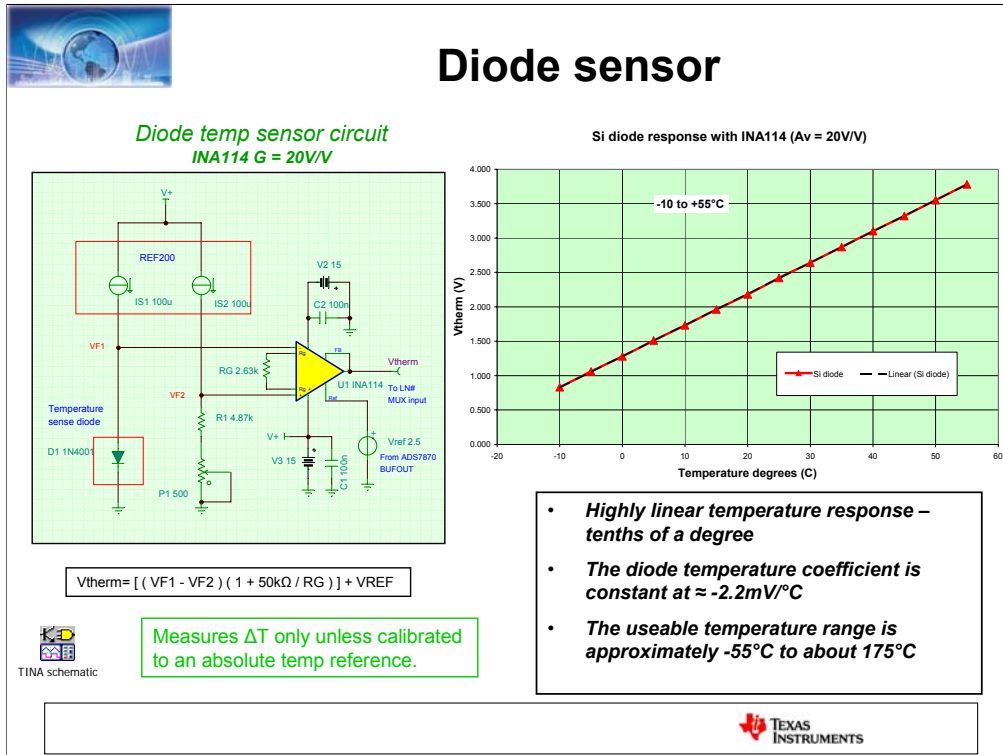 Diode sensor
Diode temp sensor circuit
INA114 G = 20V/V
V+
REF200
IS1 100u
IS2 100u
V2 15
C2 100n
VF1
-
Rg
FB
RG 2.63k
Vtherm
U1 INA114
To LN#
MUX input
VF2
Rg
+
+
Ref
Temperature
sense diode
R1 4.87k
V+
Vref 2.5
From ADS7870
BUFOUT
D1 1N4001
V3 15
C1 100n
P1 500
+
+
+
Vtherm= [ ( VF1 - VF2 ) ( 1 + 50kΩ / RG ) ] + VREF
TINA schematic
Measures ΔT only unless calibrated
to an absolute temp reference.
Si diode response with INA114 (Av = 20V/V)
4.000
3.500
3.000
2.500
2.000
1.500
1.000
0.500
0.000
Vtherm (V)
-10 to +55°C
Si diode
Linear (Si diode)
-20 -10 0 10 20 30 40 50 60
Temperature degrees (C)
• Highly linear temperature response –
tenths of a degree
• The diode temperature coefficient is
constant at ≈ -2.2mV/°C
• The useable temperature range is
approximately -55°C to about 175°C
TEXAS
INSTRUMENTS